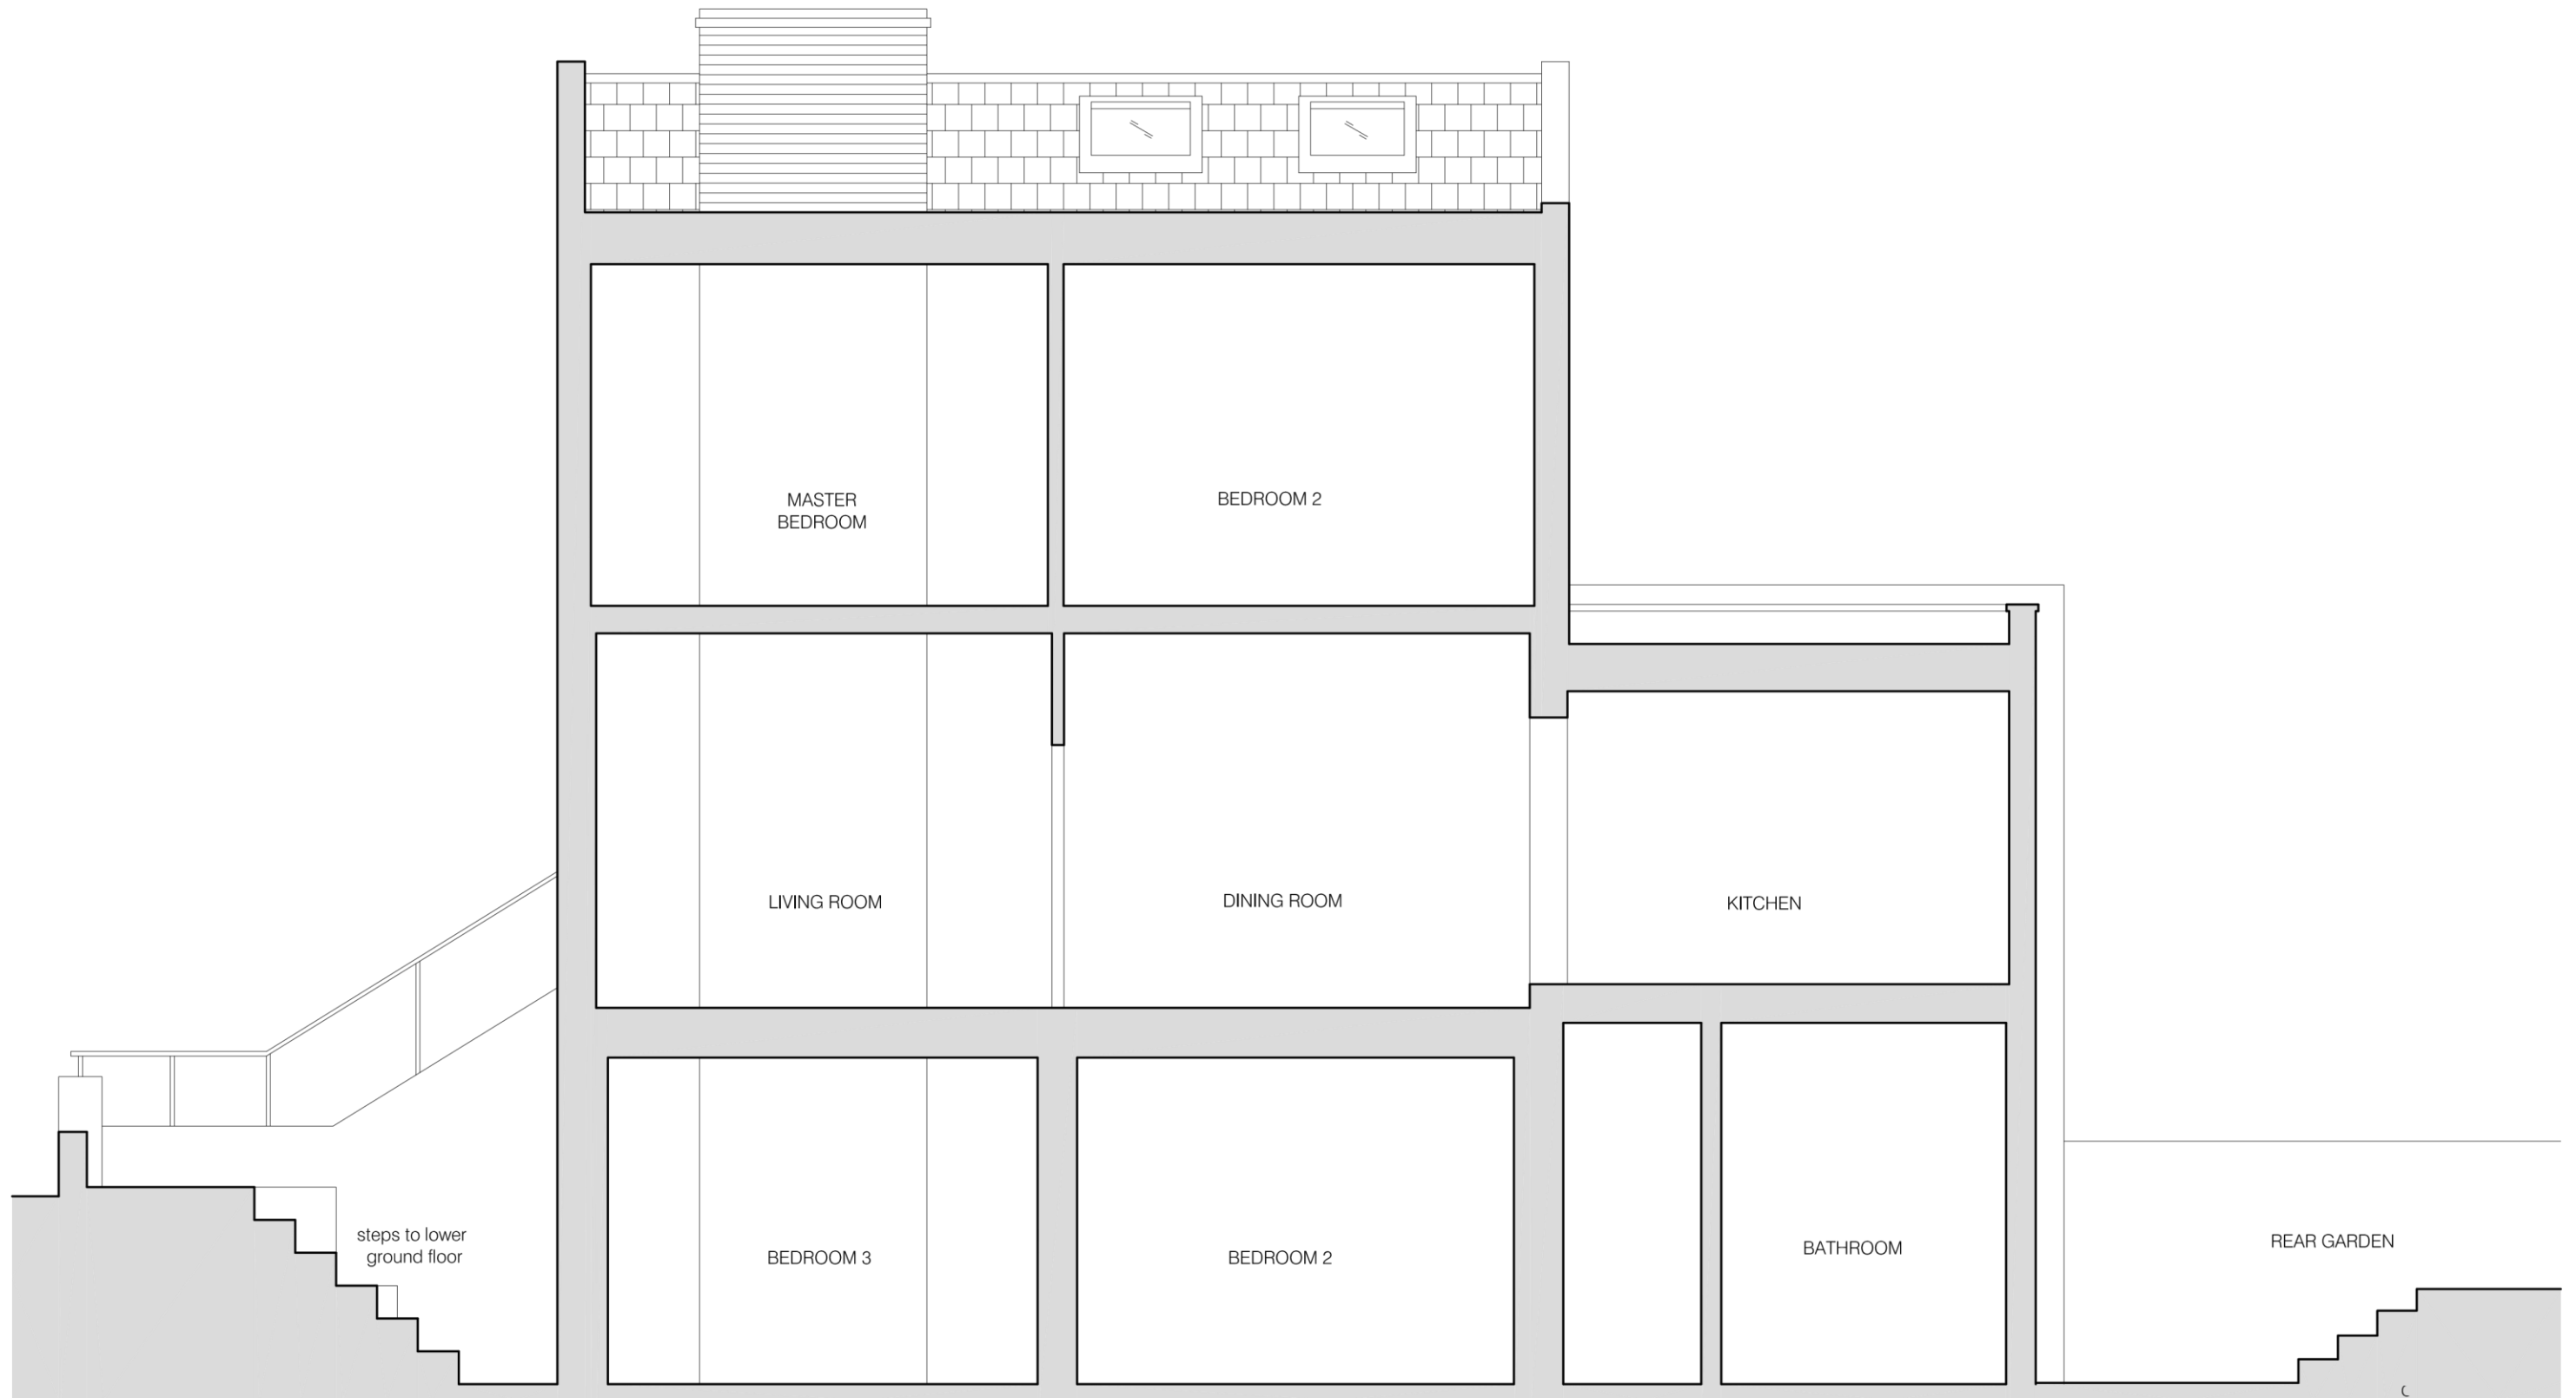 MASTER
BEDROOM
BEDROOM 2
LIVING ROOM
DINING ROOM
KITCHEN
steps to lower
ground floor
BEDROOM 3
BEDROOM 2
BATHROOM
REAR GARDEN